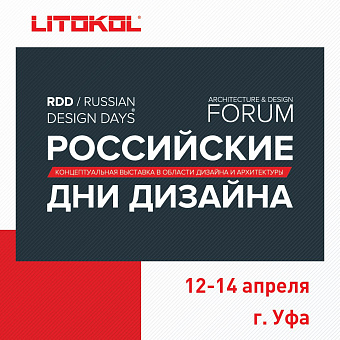 LITOKOL®
RDD / RUSSIAN
DESIGN DAYS®
ARCHITECTURE & DESIGN
FORUM
РОССИЙСКИЕ
КОНЦЕПТУАЛЬНАЯ ВЫСТАВКА В ОБЛАСТИ ДИЗАЙНА И АРХИТЕКТУРЫ
ДНИ ДИЗАЙНА
12-14 апреля
г. Уфа